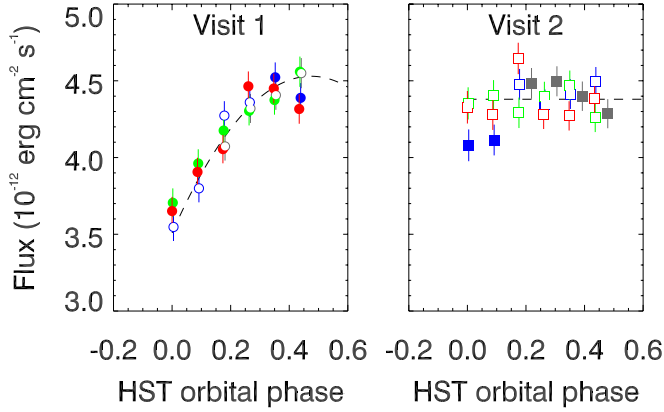 Visit 1
Visit 2
5.0
4.5
4.0
3.5
3.0
Flux (10⁻¹² erg cm⁻² s⁻¹)
-0.2 0.0 0.2 0.4 0.6
-0.2 0.0 0.2 0.4 0.6
HST orbital phase
HST orbital phase